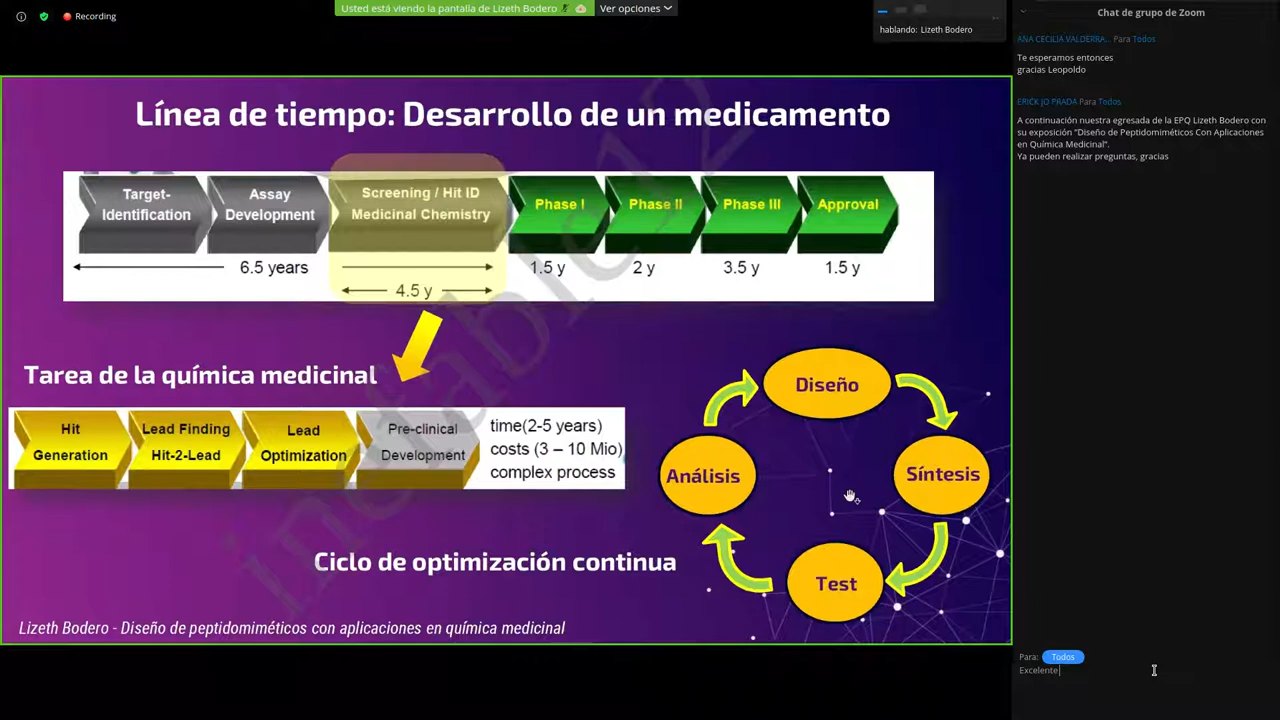 Recording
Usted está viendo la pantalla de Lizeth Bodero
Ver opciones
hablando: Lizeth Bodero
Línea de tiempo: Desarrollo de un medicamento
Target-
Identification
Assay
Development
Screening / Hit ID
Medicinal Chemistry
Phase I
Phase II
Phase III
Approval
6.5 years
4.5 y
1.5 y
2 y
3.5 y
1.5 y
Tarea de la química medicinal
Hit
Generation
Lead Finding
Hit-2-Lead
Lead
Optimization
Pre-clinical
Development
time(2-5 years)
costs (3 – 10 Mio)
complex process
Diseño
Síntesis
Test
Análisis
Ciclo de optimización continua
Lizeth Bodero - Diseño de peptidomiméticos con aplicaciones en química medicinal
Chat de grupo de Zoom
ANA CECILIA VALDERRA... Para Todos
Te esperamos entonces
gracias Leopoldo
ERICK JO PRADA Para Todos
A continuación nuestra egresada de la EPQ Lizeth Bodero con
su exposición “Diseño de Peptidomiméticos Con Aplicaciones
en Química Medicinal”.
Ya pueden realizar preguntas, gracias
Para: Todos
Excelente